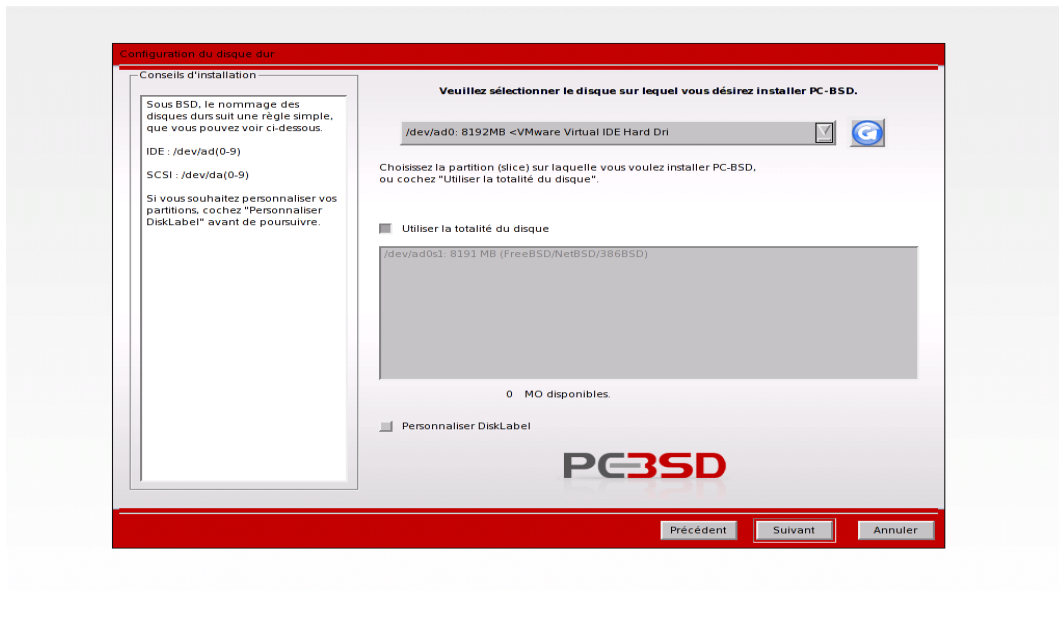 Configuration du disque dur
Conseils d'installation
Sous BSD, le nommage des
disques durs suit une règle simple,
que vous pouvez voir ci-dessous.
IDE : /dev/ad(0-9)
SCSI : /dev/da(0-9)
Si vous souhaitez personnaliser vos
partitions, cochez "Personnaliser
DiskLabel" avant de poursuivre.
Veuillez sélectionner le disque sur lequel vous désirez installer PC-BSD.
/dev/ad0: 8192MB <VMware Virtual IDE Hard Dri
Choisissez la partition (slice) sur laquelle vous voulez installer PC-BSD,
ou cochez "Utiliser la totalité du disque".
Utiliser la totalité du disque
/dev/ad0s1: 8191 MB (FreeBSD/NetBSD/386BSD)
0 MO disponibles.
Personnaliser DiskLabel
PCBSD
Précédent
Suivant
Annuler